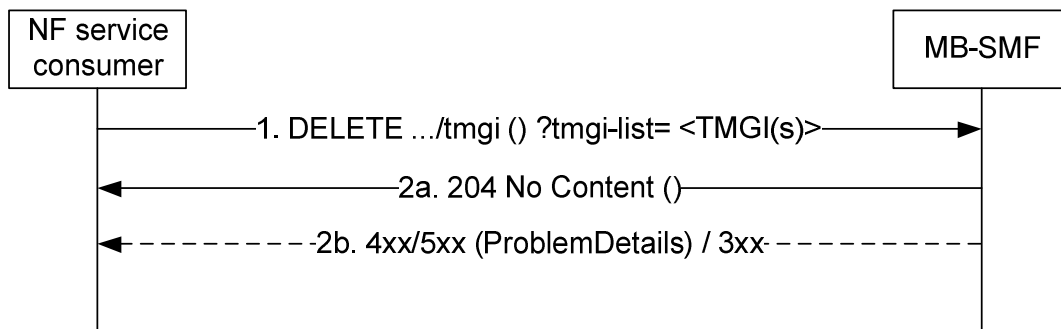 NF service
consumer
MB-SMF
1. DELETE .../tmgi () ?tmgi-list= <TMGI(s)>
2a. 204 No Content ()
2b. 4xx/5xx (ProblemDetails) / 3xx